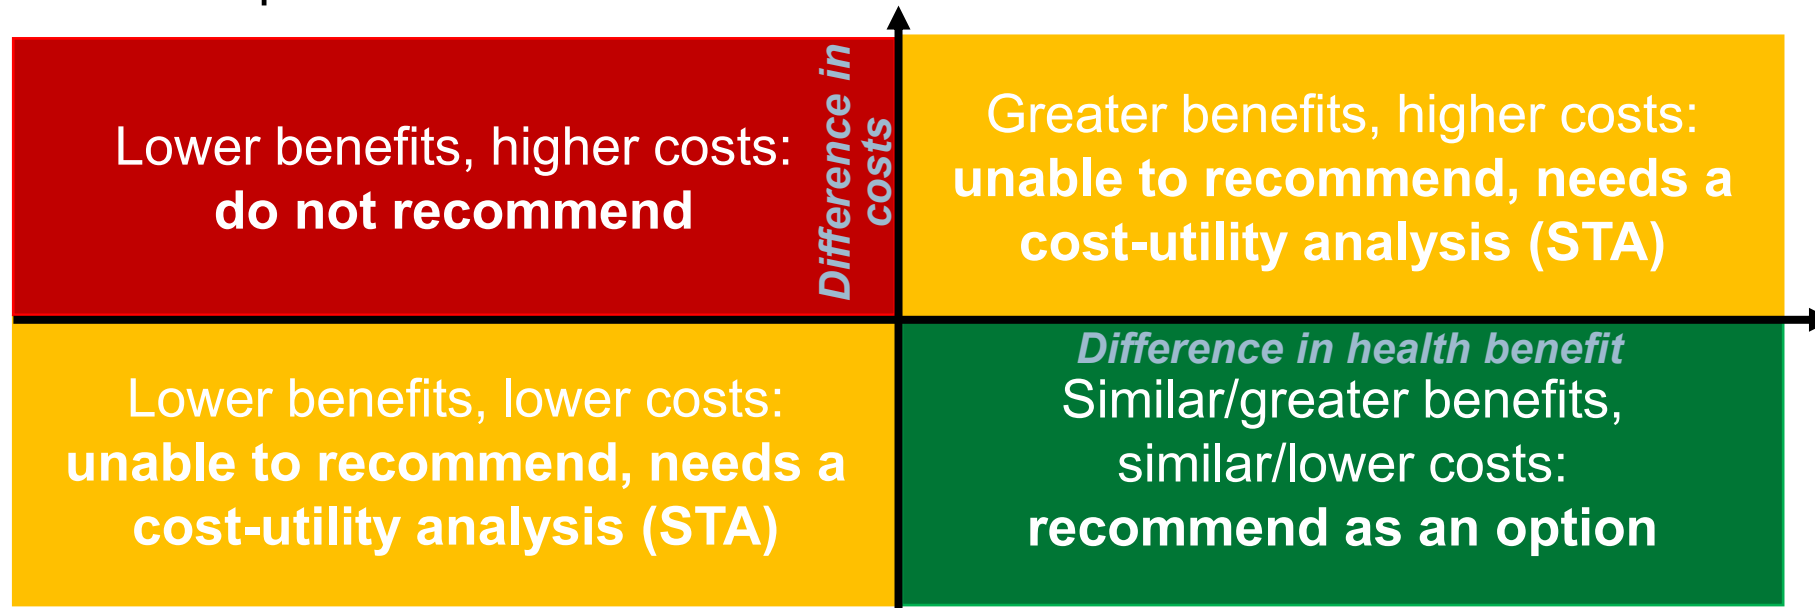 Lower benefits, higher costs:
do not recommend
Difference in
costs
Greater benefits, higher costs:
unable to recommend, needs a
cost-utility analysis (STA)
Lower benefits, lower costs:
unable to recommend, needs a
cost-utility analysis (STA)
Difference in health benefit
Similar/greater benefits,
similar/lower costs:
recommend as an option